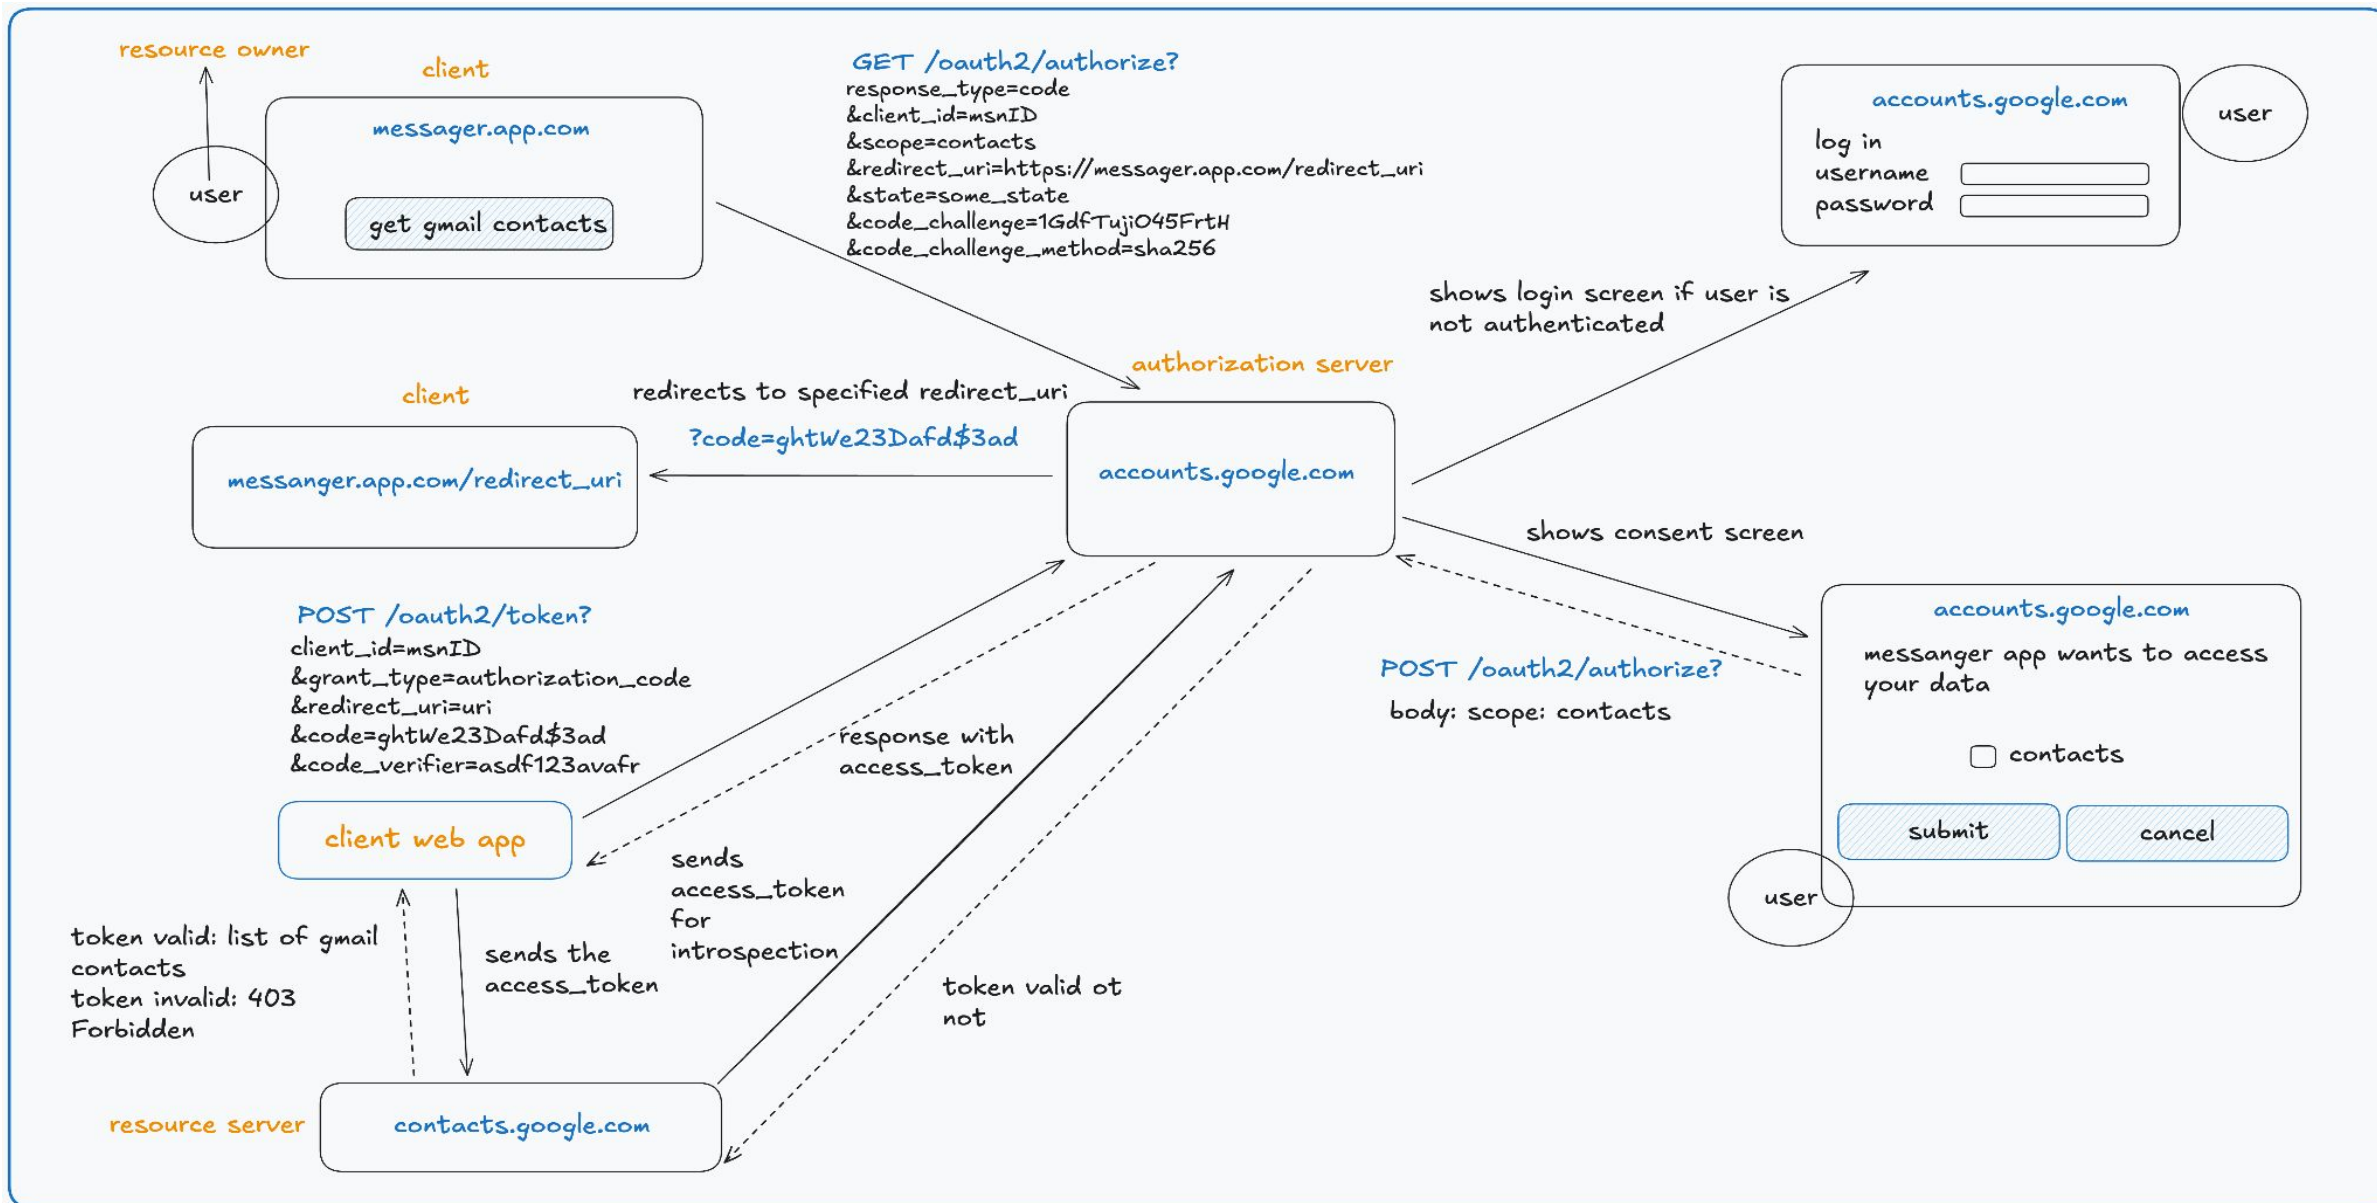 resource owner
client
messager.app.com
user
get gmail contacts
GET /oauth2/authorize?
response_type=code
&client_id=msnID
&scope=contacts
&redirect_uri=https://messager.app.com/redirect_uri
&state=some_state
&code_challenge=1GdfTujiO45FrtH
&code_challenge_method=sha256
accounts.google.com
log in
username
password
user
shows login screen if user is
not authenticated
authorization server
accounts.google.com
redirects to specified redirect_uri
?code=ghtWe23Dafd$3ad
client
messanger.app.com/redirect_uri
shows consent screen
accounts.google.com
messanger app wants to access
your data
contacts
submit
cancel
user
POST /oauth2/authorize?
body: scope: contacts
POST /oauth2/token?
client_id=msnID
&grant_type=authorization_code
&redirect_uri=uri
&code=ghtWe23Dafd$3ad
&code_verifier=asdf123avafr
client web app
response with
access_token
sends
access_token
for
introspection
token valid ot
not
token valid: list of gmail
contacts
token invalid: 403
Forbidden
sends the
access_token
resource server
contacts.google.com